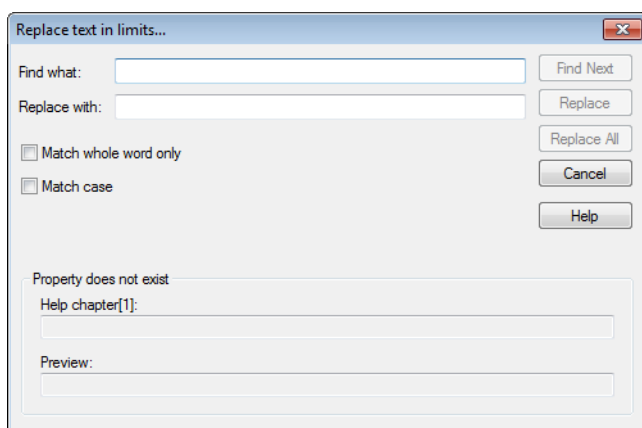 Replace text in limits...
Find what:
Find Next
Replace with:
Replace
Replace All
Match whole word only
Cancel
Match case
Help
Property does not exist
Help chapter[1]:
Preview: